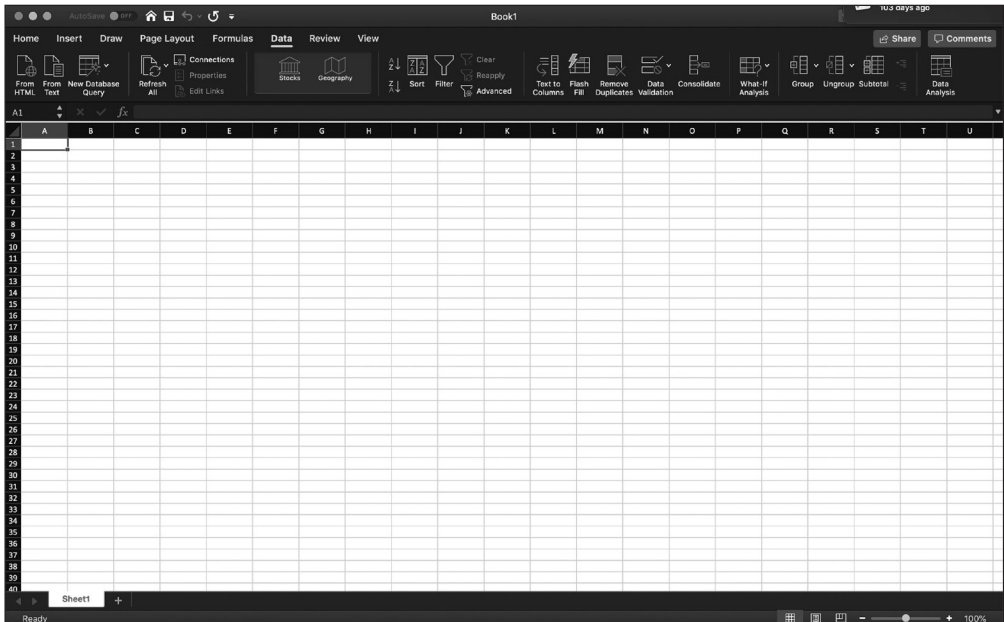 AutoSave OFF Book1 103 days ago
Home Insert Draw Page Layout Formulas Data Review View Share Comments
From HTML
From Text
New Database Query
Refresh All
Connections
Properties
Edit Links
Stocks
Geography
Sort
Filter
Clear
Reapply
Advanced
Text to Columns
Flash Fill
Remove Duplicates
Data Validation
Consolidate
What-If Analysis
Group
Ungroup
Subtotal
Data Analysis
A1 fx
A B C D E F G H I J K L M N O P Q R S T U
1
2
3
4
5
6
7
8
9
10
11
12
13
14
15
16
17
18
19
20
21
22
23
24
25
26
27
28
29
30
31
32
33
34
35
36
37
38
39
40
Sheet1 +
Ready 100%